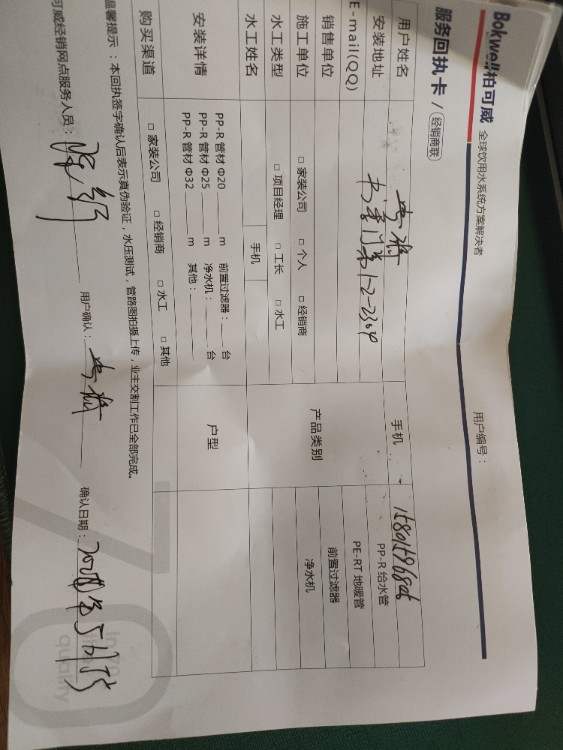 Bokwell柏可威 全球饮用水系统方案解决者
服务回执卡 / 经销商联 用户编号：
用户姓名 手机 15801596806
安装地址 1-2-2304
E-mail(QQ)
销售单位 产品类别 PP-R 给水管
施工单位 □ 家装公司 □ 个人 □ 经销商 PE-RT 地暖管
水工类型 □ 项目经理 □ 工长 □ 水工 前置过滤器
水工姓名 手机 净水机
安装详情 PP-R 管材 Φ20 m 前置过滤器： 台 户型
PP-R 管材 Φ25 m 净水机： 台
PP-R 管材 Φ32 m 其他：
购买渠道 □ 家装公司 □ 经销商 □ 水工 □ 其他
温馨提示：本回执签字确认后表示真伪验证，水压测试，管路图拍摄上传，业主交制工作已全部完成。
可威经销网点服务人员： 用户确认： 确认日期：
70
quality